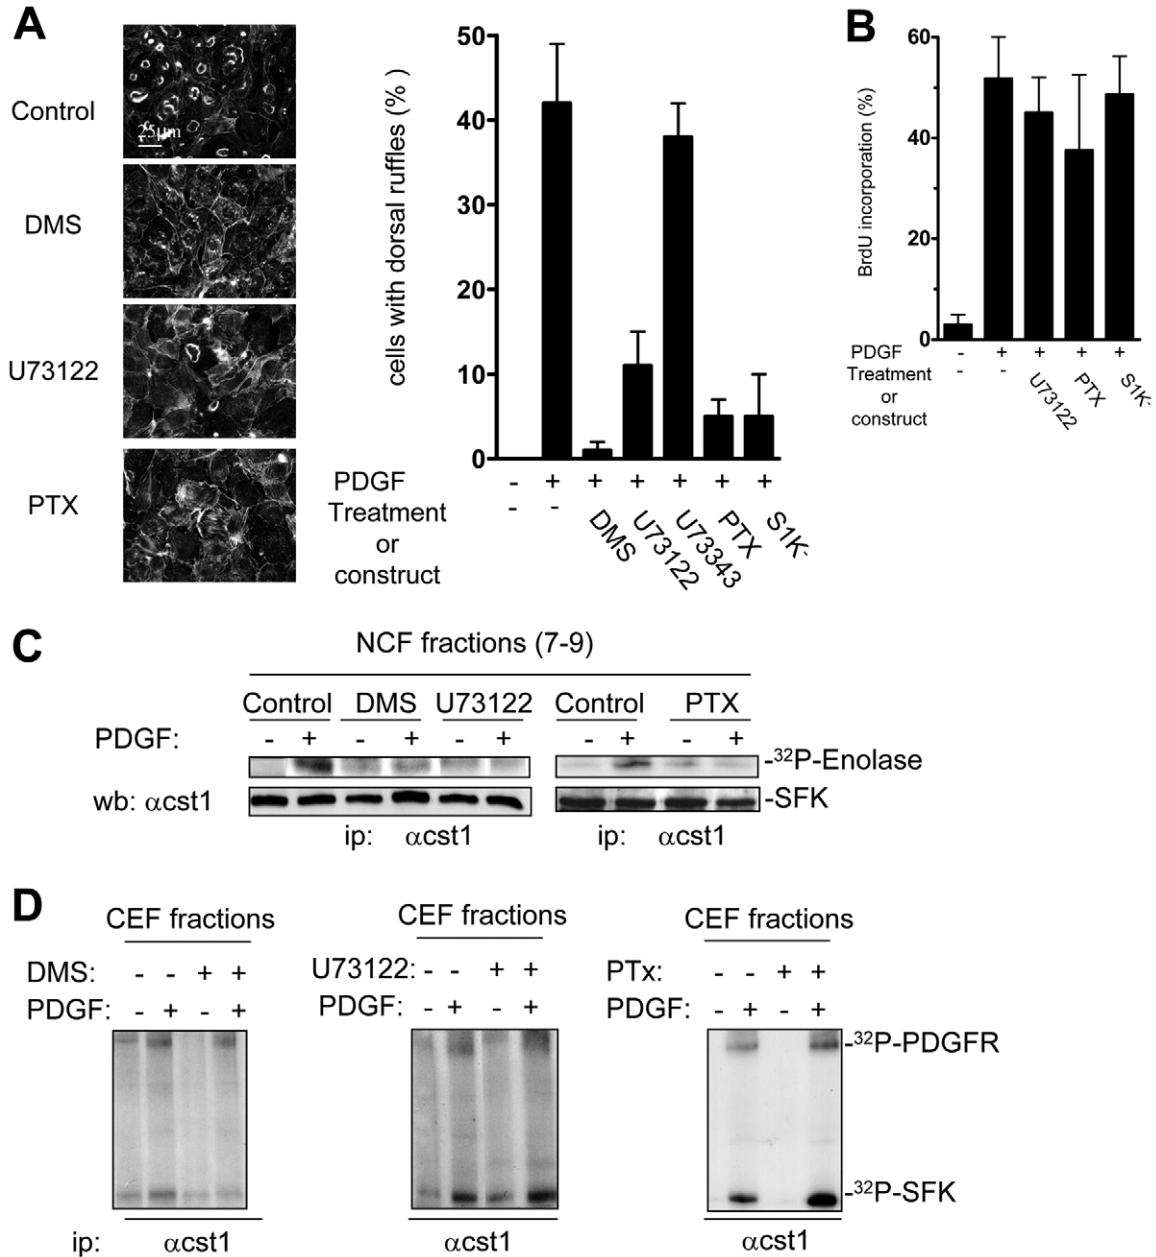 A
Control
25µm
DMS
U73122
PTX
cells with dorsal ruffles (% )
50
40
30
20
10
0
PDGF - + + + + + +
Treatment - -
or
construct
DMS U73122 U73343 PTX S1K-
B
BrdU incorporation (%)
60
40
20
0
PDGF - + + + +
Treatment - -
or
construct
U73122 PTX S1K-
C
NCF fractions (7-9)
Control DMS U73122 Control PTX
PDGF: - + - + - + - + - +
-32P-Enolase
wb: αcst1 -SFK
ip: αcst1 ip: αcst1
D
CEF fractions CEF fractions CEF fractions
DMS: - - + + U73122: - - + + PTx: - - + +
PDGF: - + - + PDGF: - + - + PDGF: - + - +
-32P-PDGFR
-32P-SFK
ip: αcst1 αcst1 αcst1